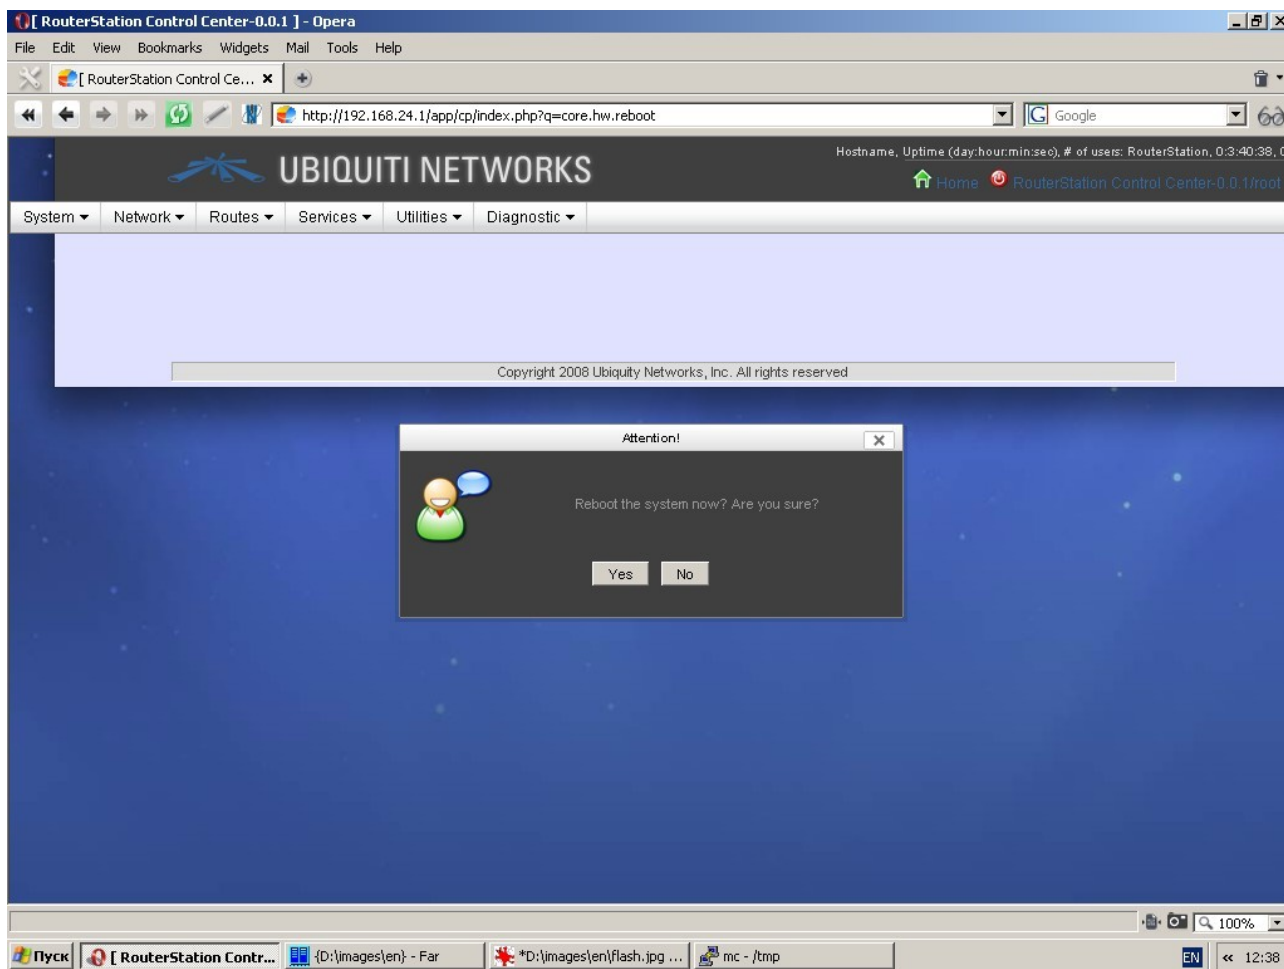 [ RouterStation Control Center-0.0.1 ] - Opera
File Edit View Bookmarks Widgets Mail Tools Help
[ RouterStation Control Ce...
http://192.168.24.1/app/cp/index.php?q=core.hw.reboot Google
Hostname, Uptime (day:hour:min:sec), # of users: RouterStation, 0:3:40:38,
UBIQUITI NETWORKS
Home RouterStation Control Center-0.0.1/root
System Network Routes Services Utilities Diagnostic
Copyright 2008 Ubiquity Networks, Inc. All rights reserved
Attention!
Reboot the system now? Are you sure?
Yes No
100%
Пуск [ RouterStation Contr... {D:\images\en} - Far *D:\images\en\flash.jpg ... mc - /tmp EN « 12:38